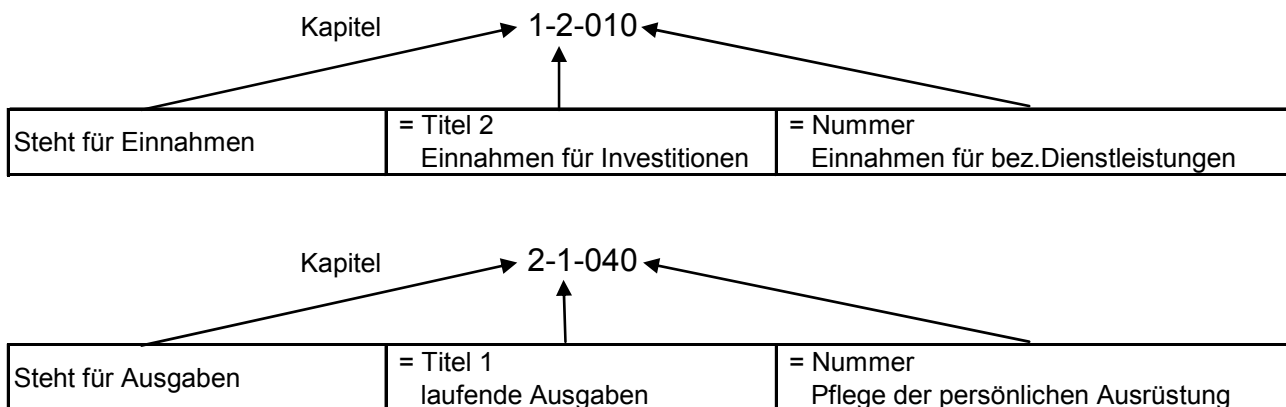 Kapitel 1-2-010
Steht für Einnahmen
= Titel 2
Einnahmen für Investitionen
= Nummer
Einnahmen für bez.Dienstleistungen
Kapitel 2-1-040
Steht für Ausgaben
= Titel 1
laufende Ausgaben
= Nummer
Pflege der persönlichen Ausrüstung